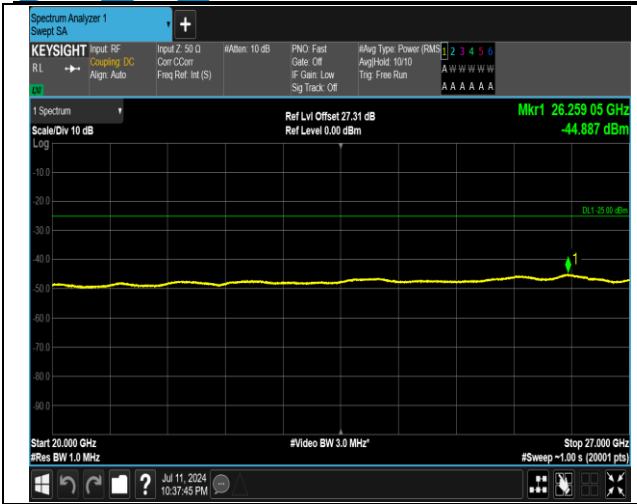 Spectrum Analyzer 1
Swept SA
+
KEYSIGHT
RL
LNI
Input: RF
Coupling: DC
Align: Auto
Input Z: 50 Ω
Corr CCorr
Freq Ref: Int (S)
#Atten: 10 dB
PNO: Fast
Gate: Off
IF Gain: Low
Sig Track: Off
#Avg Type: Power (RMS
Avg|Hold: 10/10
Trig: Free Run
1 2 3 4 5 6
A W W W W W
A A A A A A
1 Spectrum
Scale/Div 10 dB
Log
Ref Lvl Offset 27.31 dB
Ref Level 0.00 dBm
Mkr1 26.259 05 GHz
-44.887 dBm
-10.0
-20.0
DL1 -25.00 dBm
-30.0
-40.0
1
-50.0
-60.0
-70.0
-80.0
-90.0
Start 20.000 GHz
#Res BW 1.0 MHz
#Video BW 3.0 MHz*
Stop 27.000 GHz
#Sweep ~1.00 s (20001 pts)
?
Jul 11, 2024
10:37:45 PM